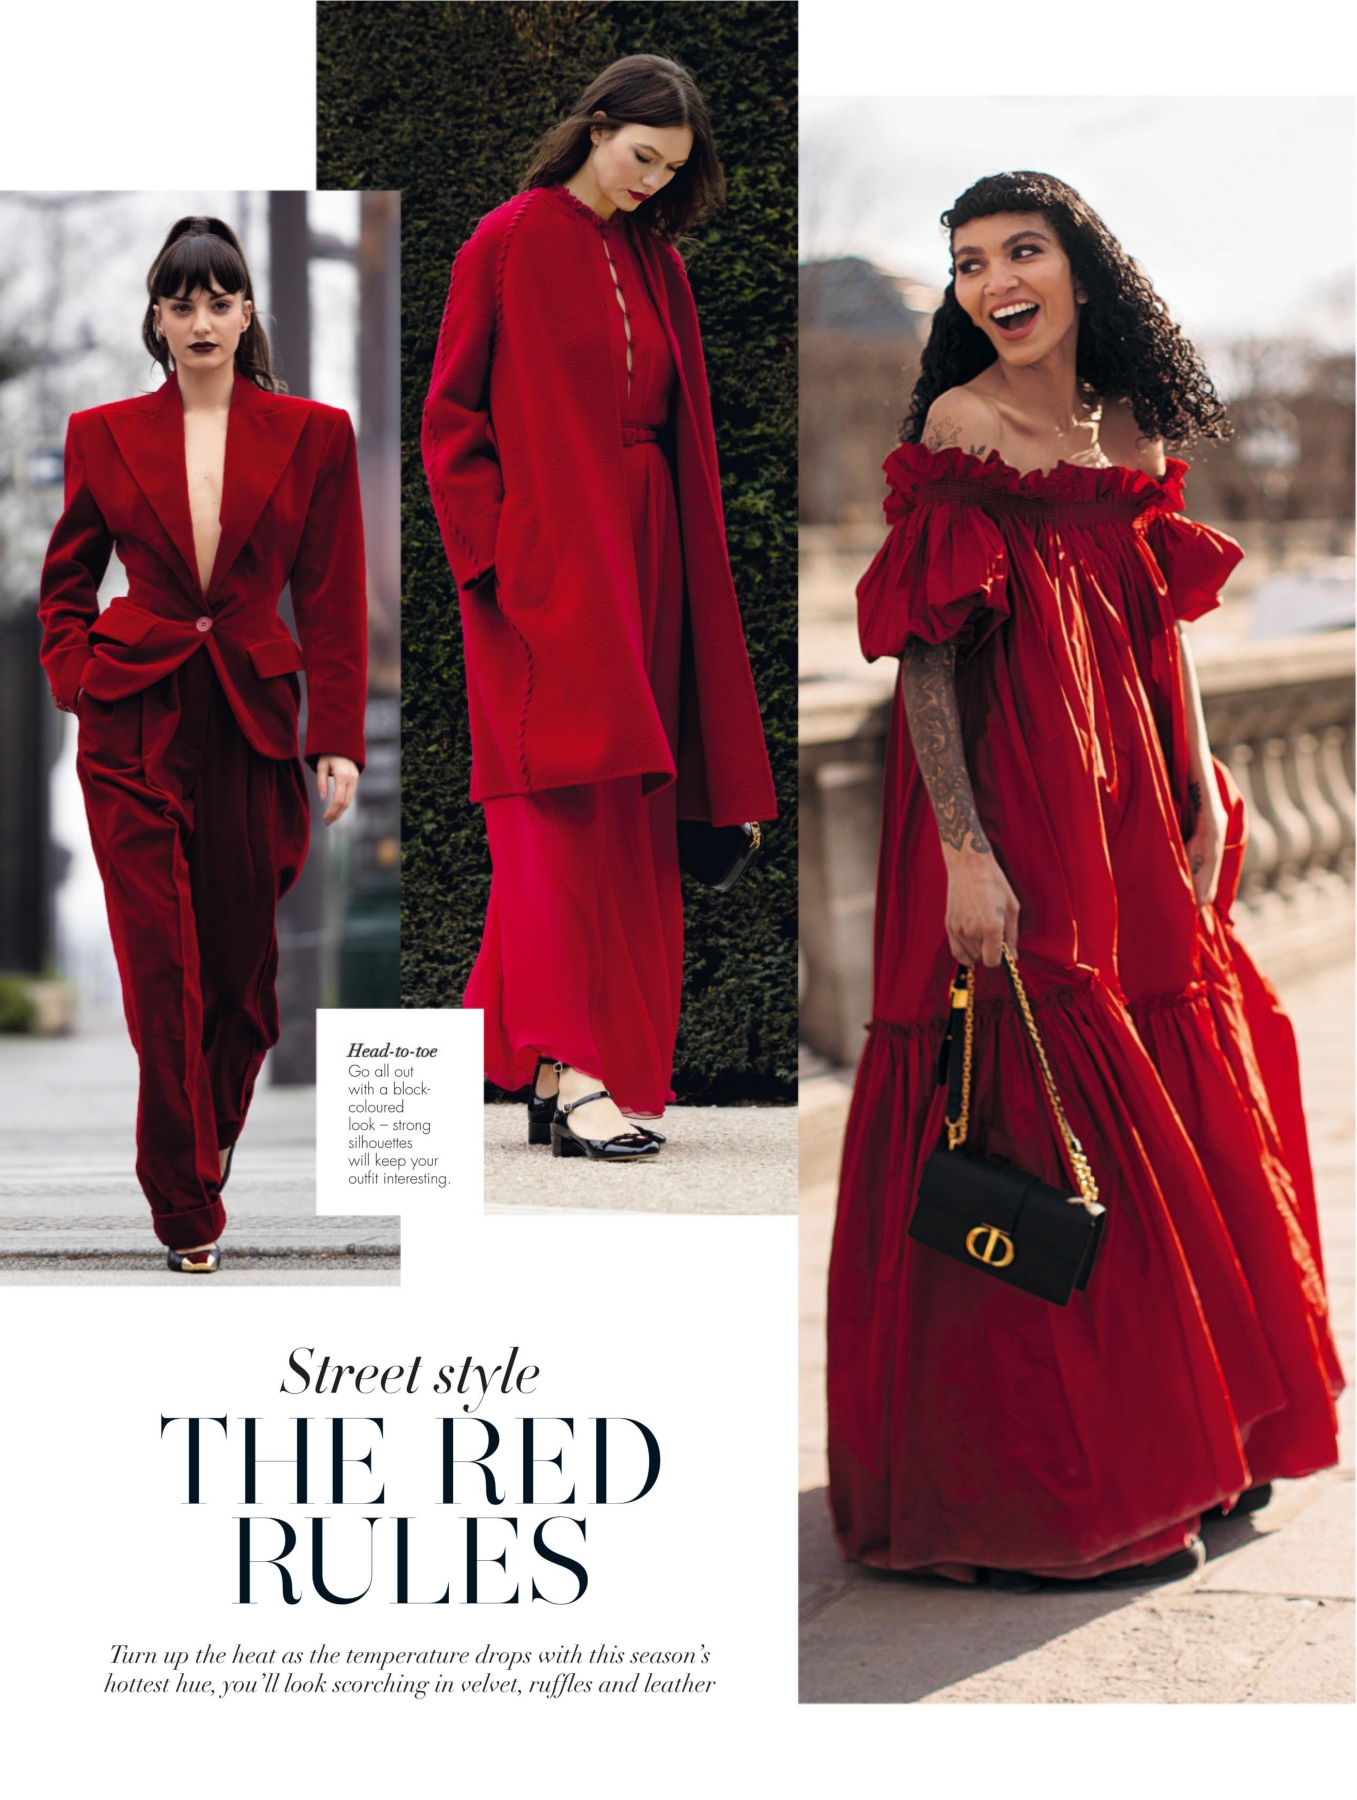 Head-to-toe
Go all out
with a block-
coloured
look – strong
silhouettes
will keep your
outfit interesting.
Street style
THE RED
RULES
Turn up the heat as the temperature drops with this season's
hottest hue, you'll look scorching in velvet, ruffles and leather